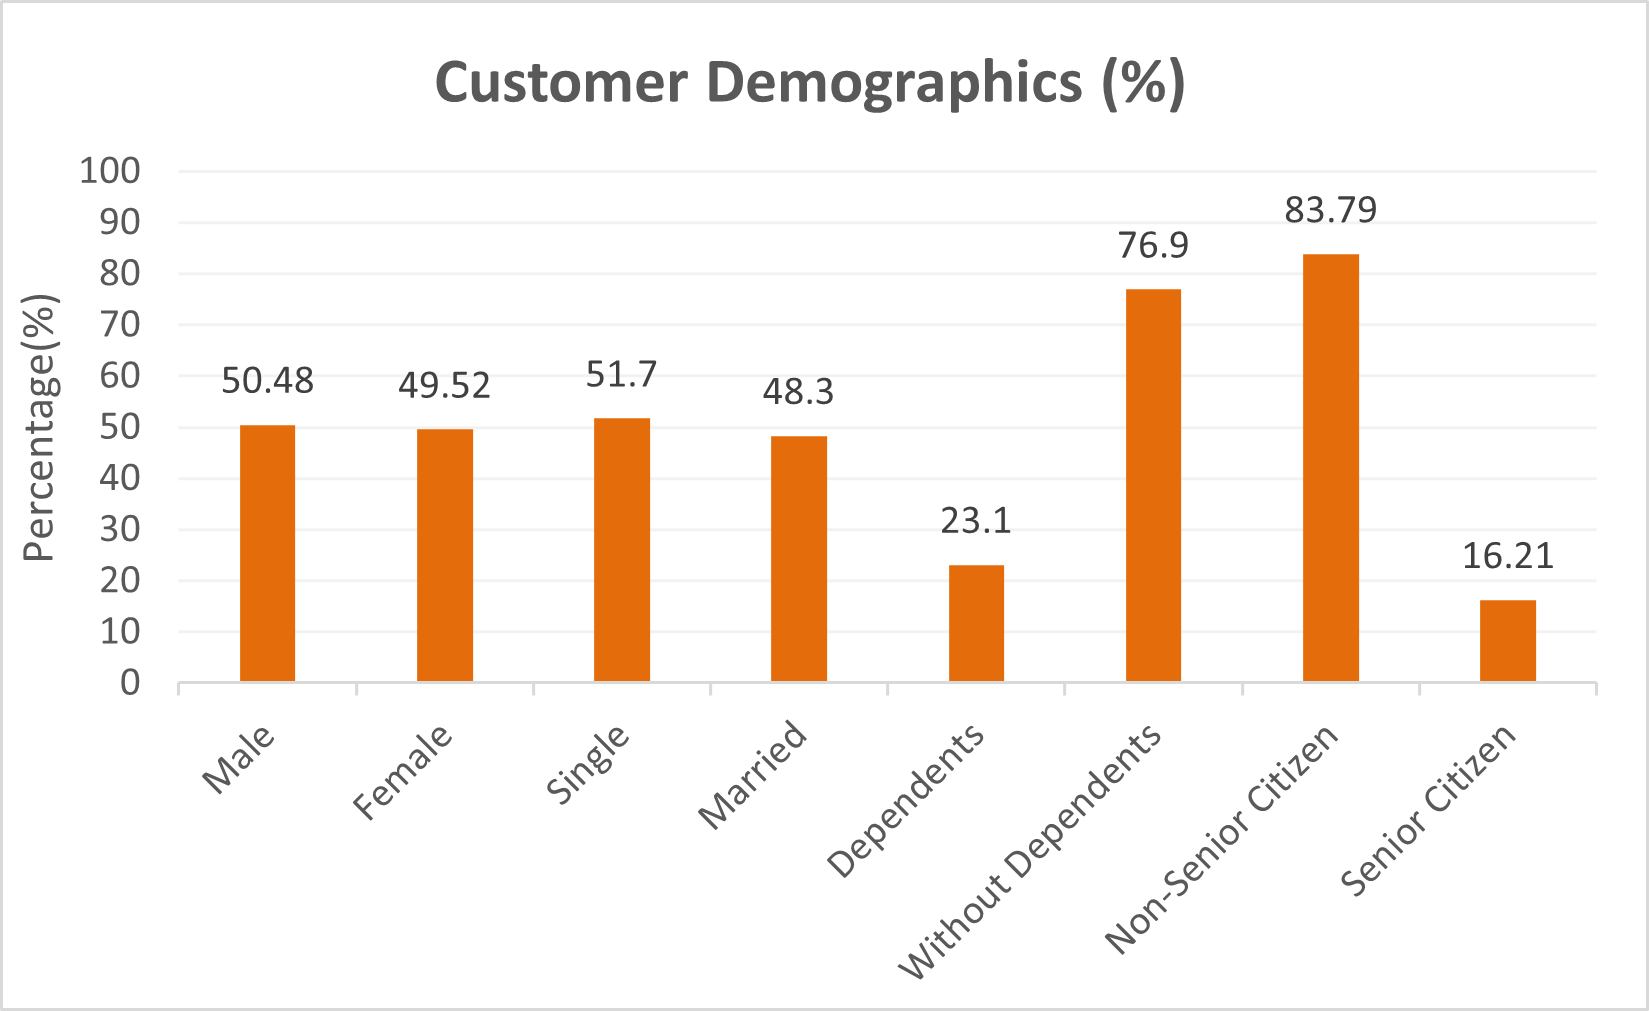 Customer Demographics (%)
Percentage(%)
100
90
80
70
60
50
40
30
20
10
0
50.48
49.52
51.7
48.3
23.1
76.9
83.79
16.21
Male
Female
Single
Married
Dependents
Without Dependents
Non-Senior Citizen
Senior Citizen